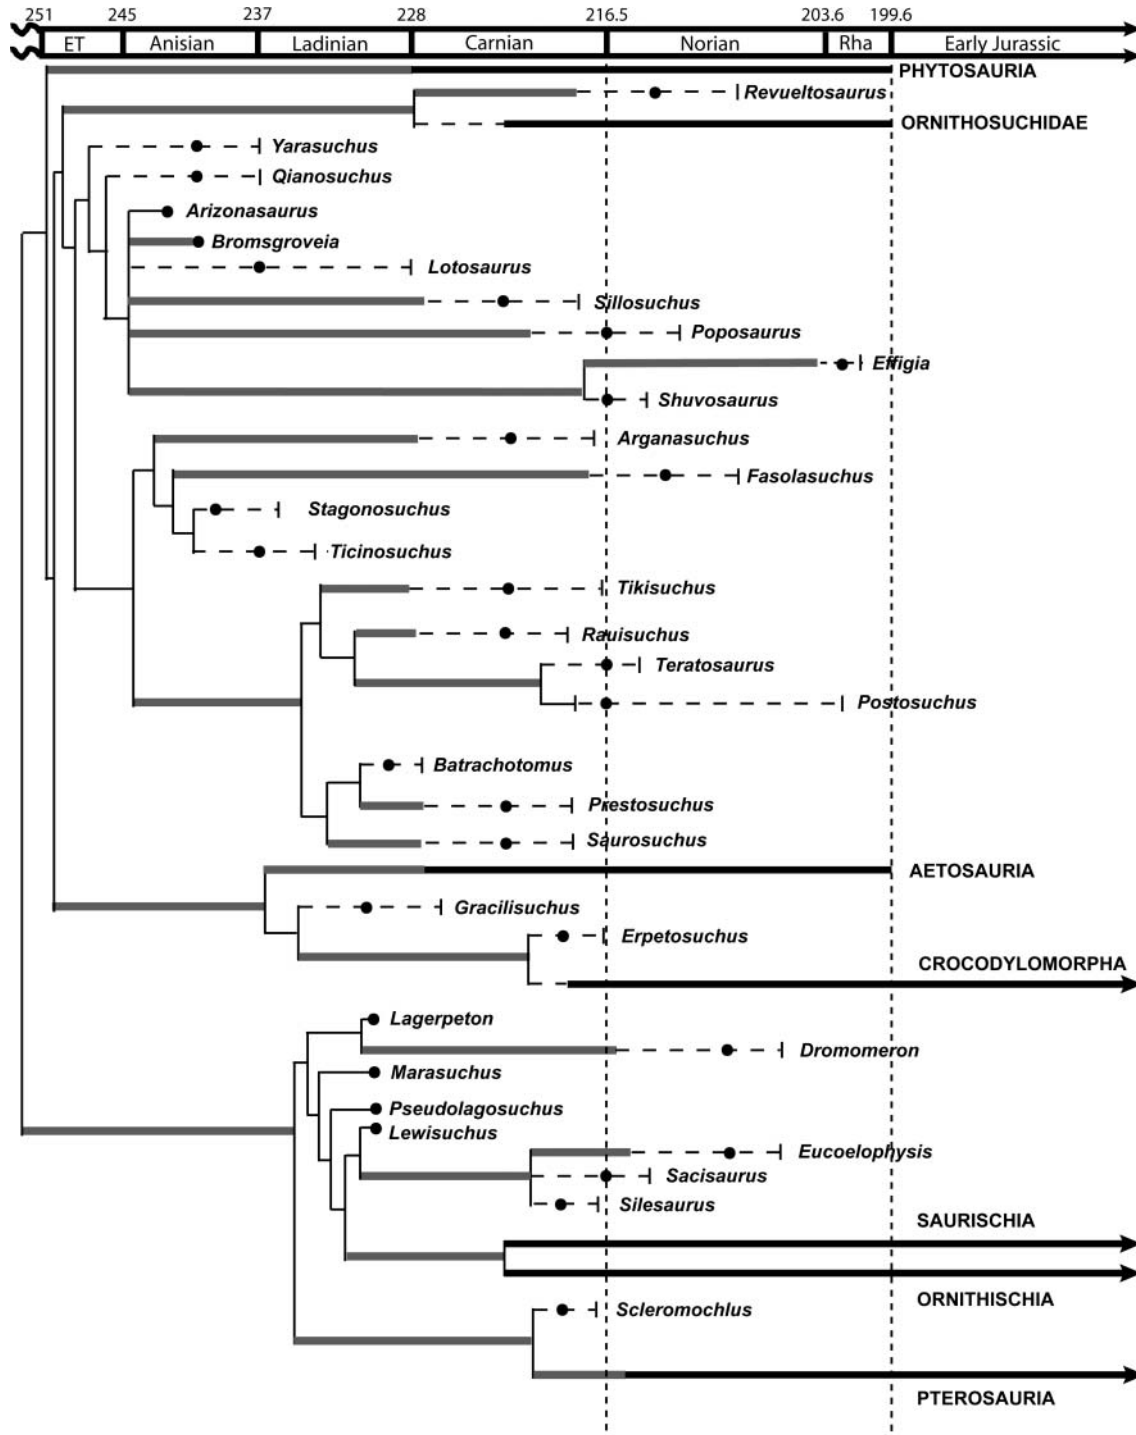 251 245 237 228 216.5 203.6 199.6
ET Anisian Ladinian Carnian Norian Rha Early Jurassic
PHYTOSAURIA
Revueltosaurus
ORNITHOSUCHIDAE
Yarasuchus
Qianosuchus
Arizonasaurus
Bromsgroveia
Lotosaurus
Sillosuchus
Poposaurus
Effigia
Shuvosaurus
Arganasuchus
Fasolasuchus
Stagonosuchus
Ticinosuchus
Tikisuchus
Rauisuchus
Teratosaurus
Postosuchus
Batrachotomus
Prestosuchus
Saurosuchus
AETOSAURIA
Gracilisuchus
Erpetosuchus
CROCODYLOMORPHA
Lagerpeton
Dromomeron
Marasuchus
Pseudolagosuchus
Lewisuchus
Eucoelophysis
Sacisaurus
Silesaurus
SAURISCHIA
ORNITHISCHIA
Scleromochlus
PTEROSAURIA